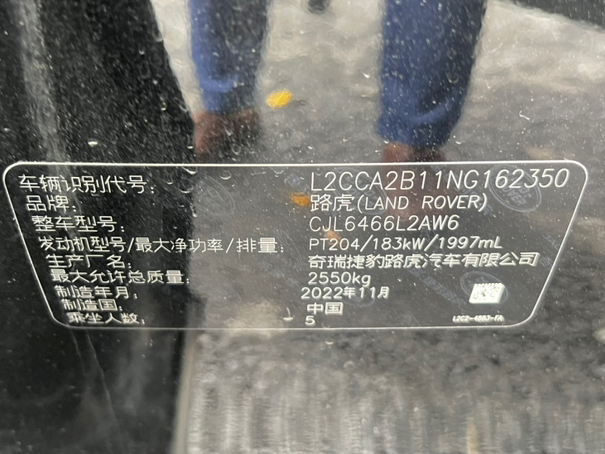 车辆识别代号: L2CCA2B11NG162350
品牌: 路虎(LAND ROVER)
整车型号: CJL6466L2AW6
发动机型号/最大净功率/排量: PT204/183kW/1997mL
生产厂名: 奇瑞捷豹路虎汽车有限公司
最大允许总质量: 2550kg
制造年月: 2022年11月
制造国: 中国
乘坐人数: 5